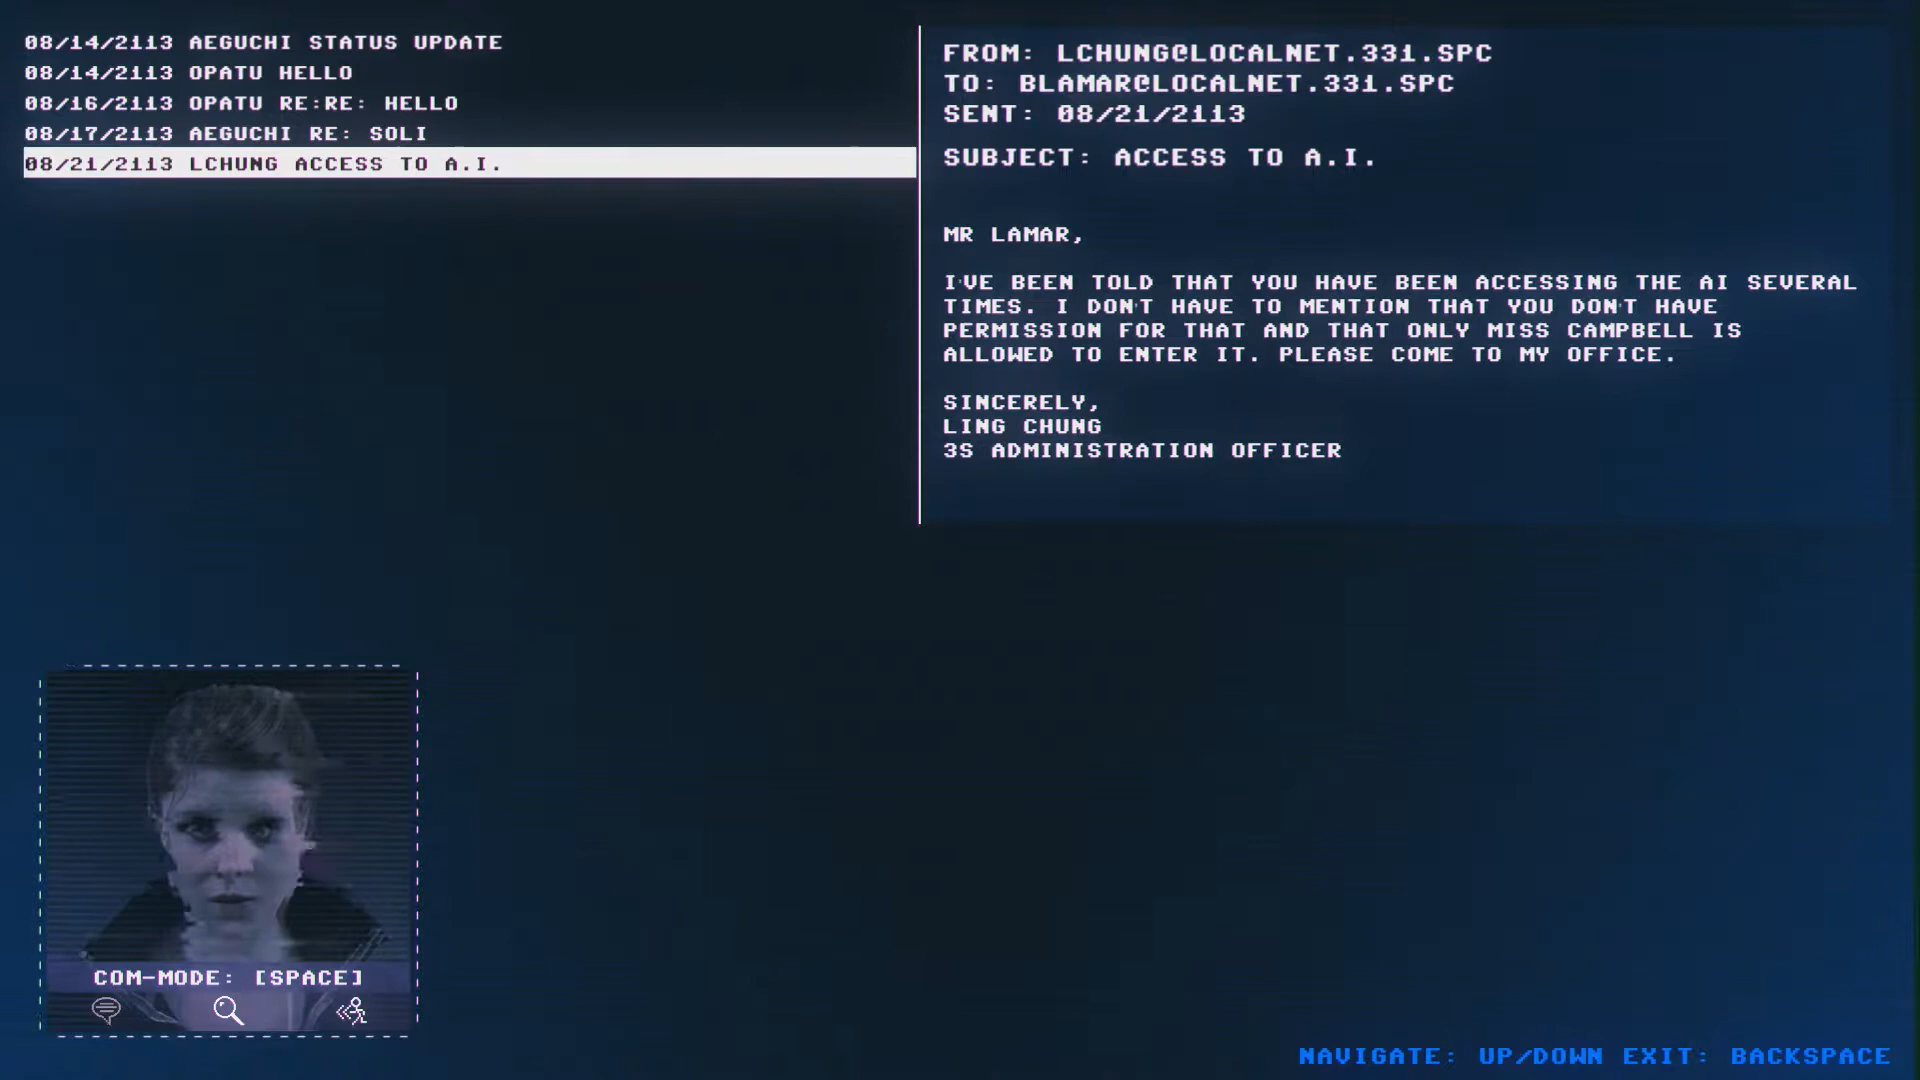 08/14/2113 AEGUCHI STATUS UPDATE
08/14/2113 OPATU HELLO
08/16/2113 OPATU RE:RE: HELLO
08/17/2113 AEGUCHI RE: SOLI
08/21/2113 LCHUNG ACCESS TO A.I.
FROM: LCHUNG@LOCALNET.331.SPC
TO: BLAMAR@LOCALNET.331.SPC
SENT: 08/21/2113
SUBJECT: ACCESS TO A.I.
MR LAMAR,
I'VE BEEN TOLD THAT YOU HAVE BEEN ACCESSING THE AI SEVERAL
TIMES. I DON'T HAVE TO MENTION THAT YOU DON'T HAVE
PERMISSION FOR THAT AND THAT ONLY MISS CAMPBELL IS
ALLOWED TO ENTER IT. PLEASE COME TO MY OFFICE.
SINCERELY,
LING CHUNG
3S ADMINISTRATION OFFICER
COM-MODE: [SPACE]
NAVIGATE: UP/DOWN EXIT: BACKSPACE